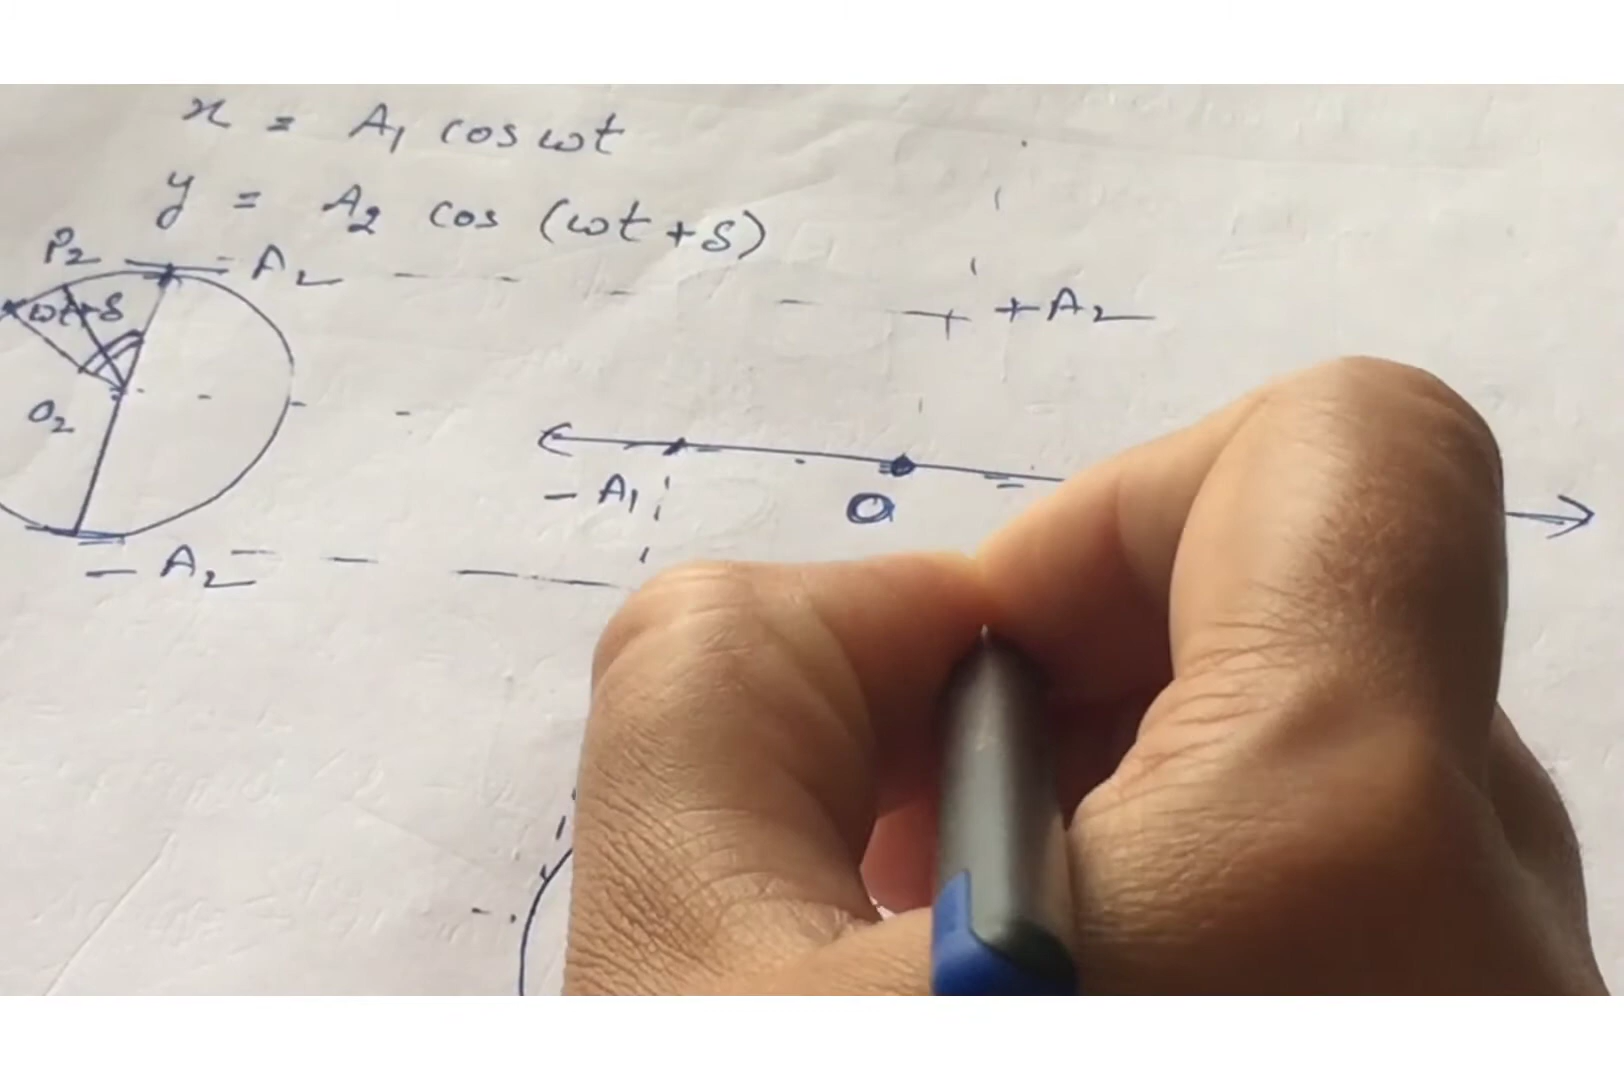 x = A₁ cos ωt
y = A₂ cos (ωt + δ)
P₂
A₂
+A₂
ωt+δ
O₂
-A₁
O
-A₂